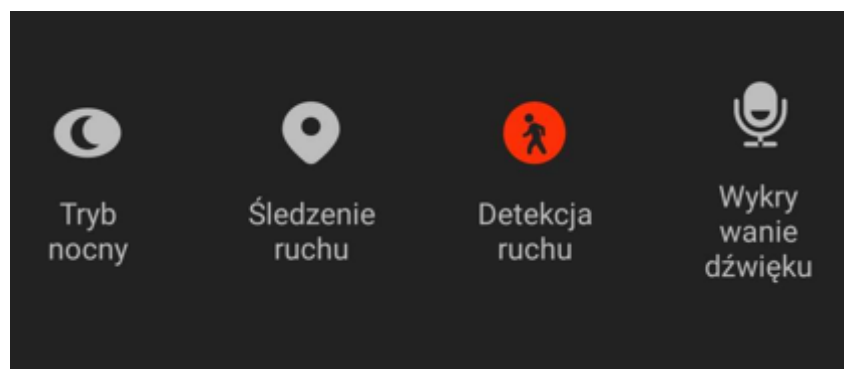 Tryb
nocny
Śledzenie
ruchu
Detekcja
ruchu
Wykry
wanie
dźwięku